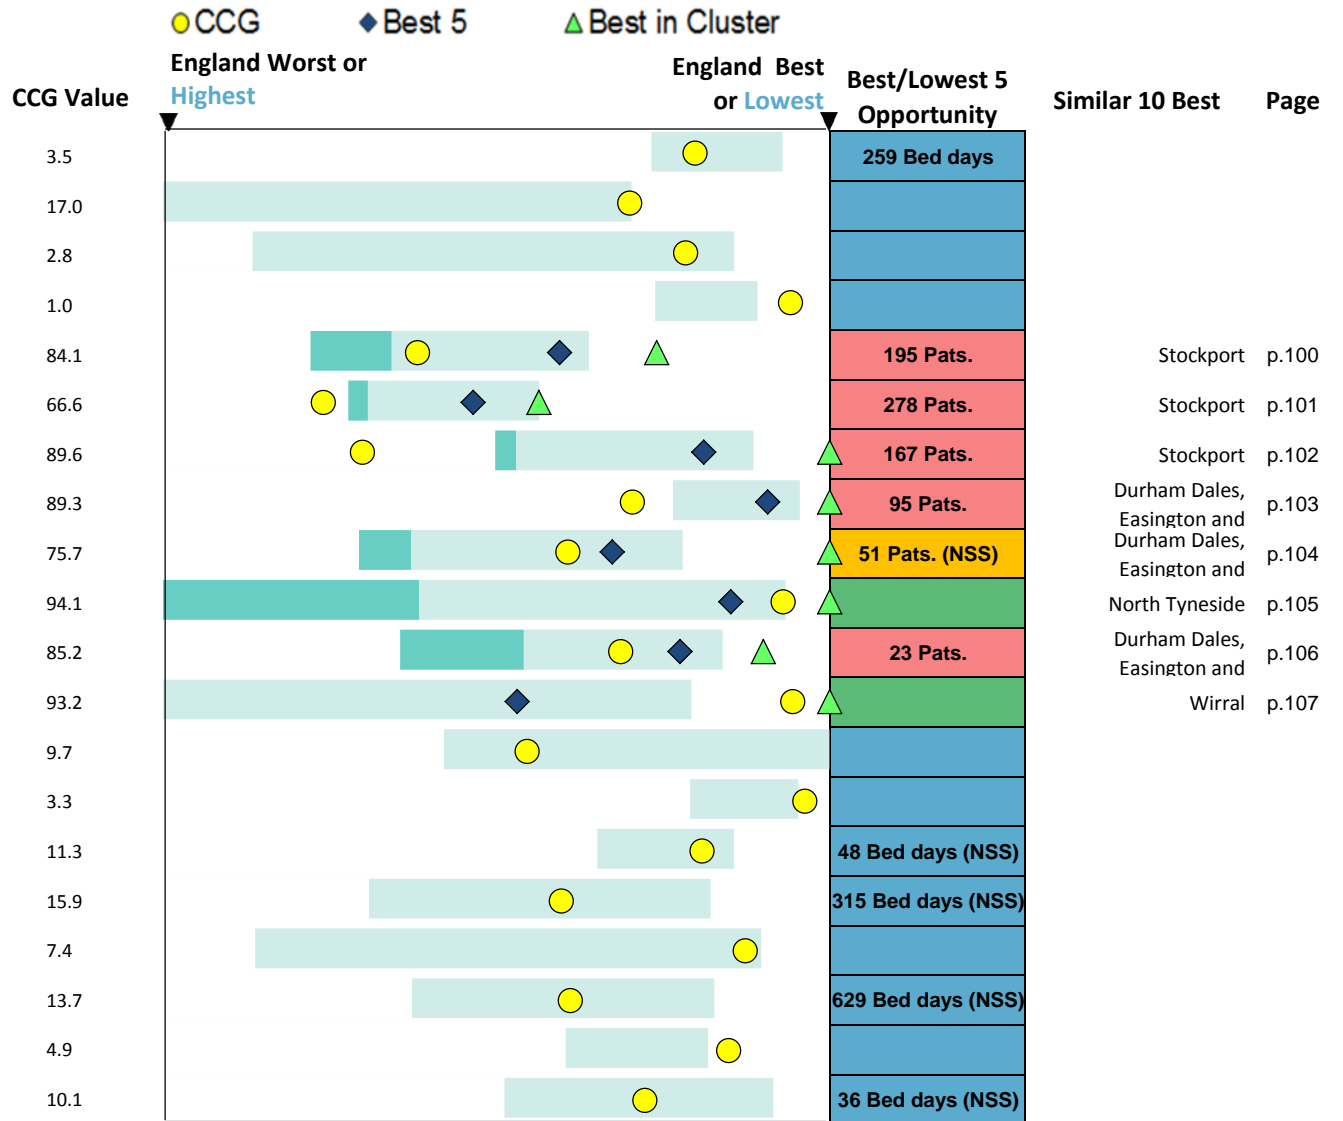 CCG Best 5 Best in Cluster
CCG Value
England Worst or
Highest
England Best
or Lowest
Best/Lowest 5
Opportunity
Similar 10 Best
Page
3.5 259 Bed days
17.0
2.8
1.0
84.1 195 Pats. Stockport p.100
66.6 278 Pats. Stockport p.101
89.6 167 Pats. Stockport p.102
89.3 95 Pats. Durham Dales, p.103
Easington and
75.7 51 Pats. (NSS) Durham Dales, p.104
Easington and
94.1 North Tyneside p.105
85.2 23 Pats. Durham Dales, p.106
Easington and
93.2 Wirral p.107
9.7
3.3
11.3 48 Bed days (NSS)
15.9 315 Bed days (NSS)
7.4
13.7 629 Bed days (NSS)
4.9
10.1 36 Bed days (NSS)